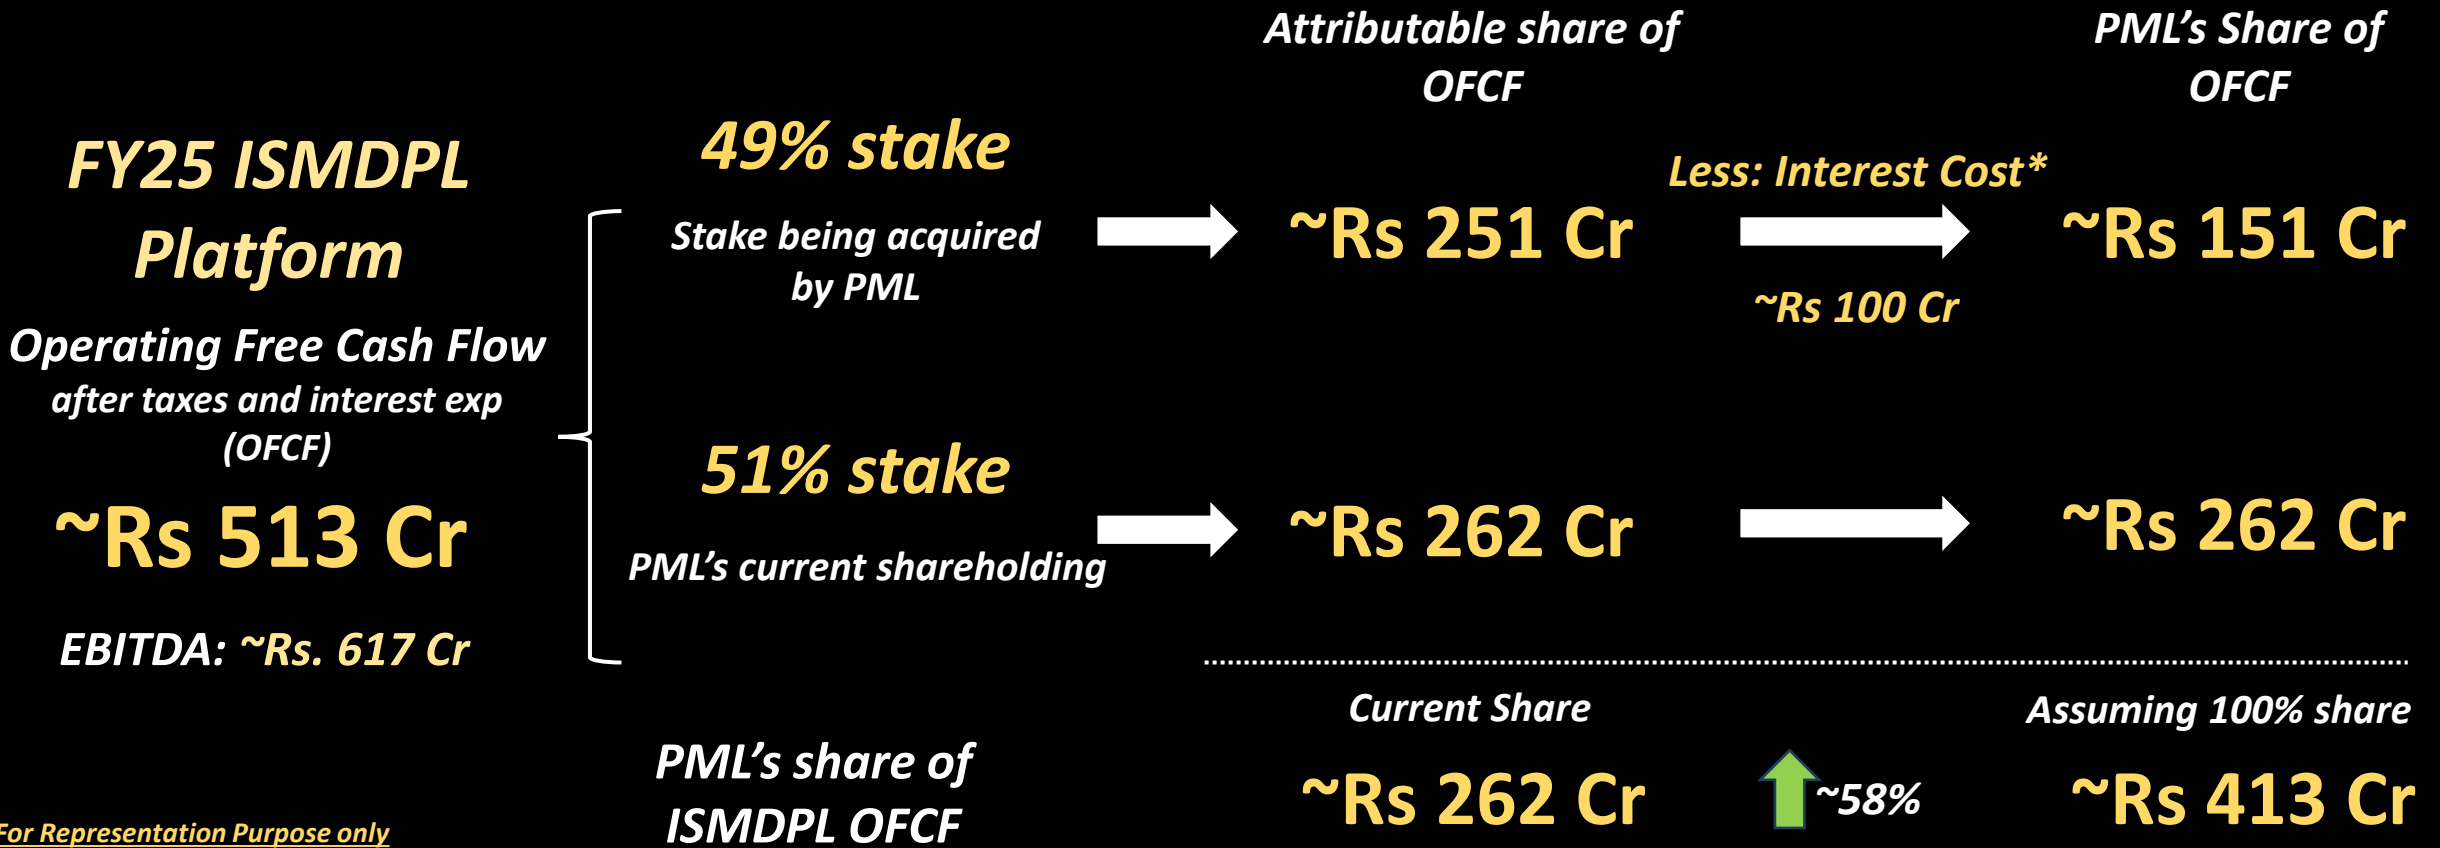 FY25 ISMDPL
Platform
Operating Free Cash Flow
after taxes and interest exp
(OFCF)
~Rs 513 Cr
EBITDA: ~Rs. 617 Cr
49% stake
Stake being acquired
by PML
51% stake
PML’s current shareholding
Attributable share of
OFCF
~Rs 251 Cr
Less: Interest Cost*
~Rs 100 Cr
PML’s Share of
OFCF
~Rs 151 Cr
~Rs 262 Cr
~Rs 262 Cr
PML’s share of
ISMDPL OFCF
Current Share
~Rs 262 Cr
~58%
Assuming 100% share
~Rs 413 Cr
For Representation Purpose only